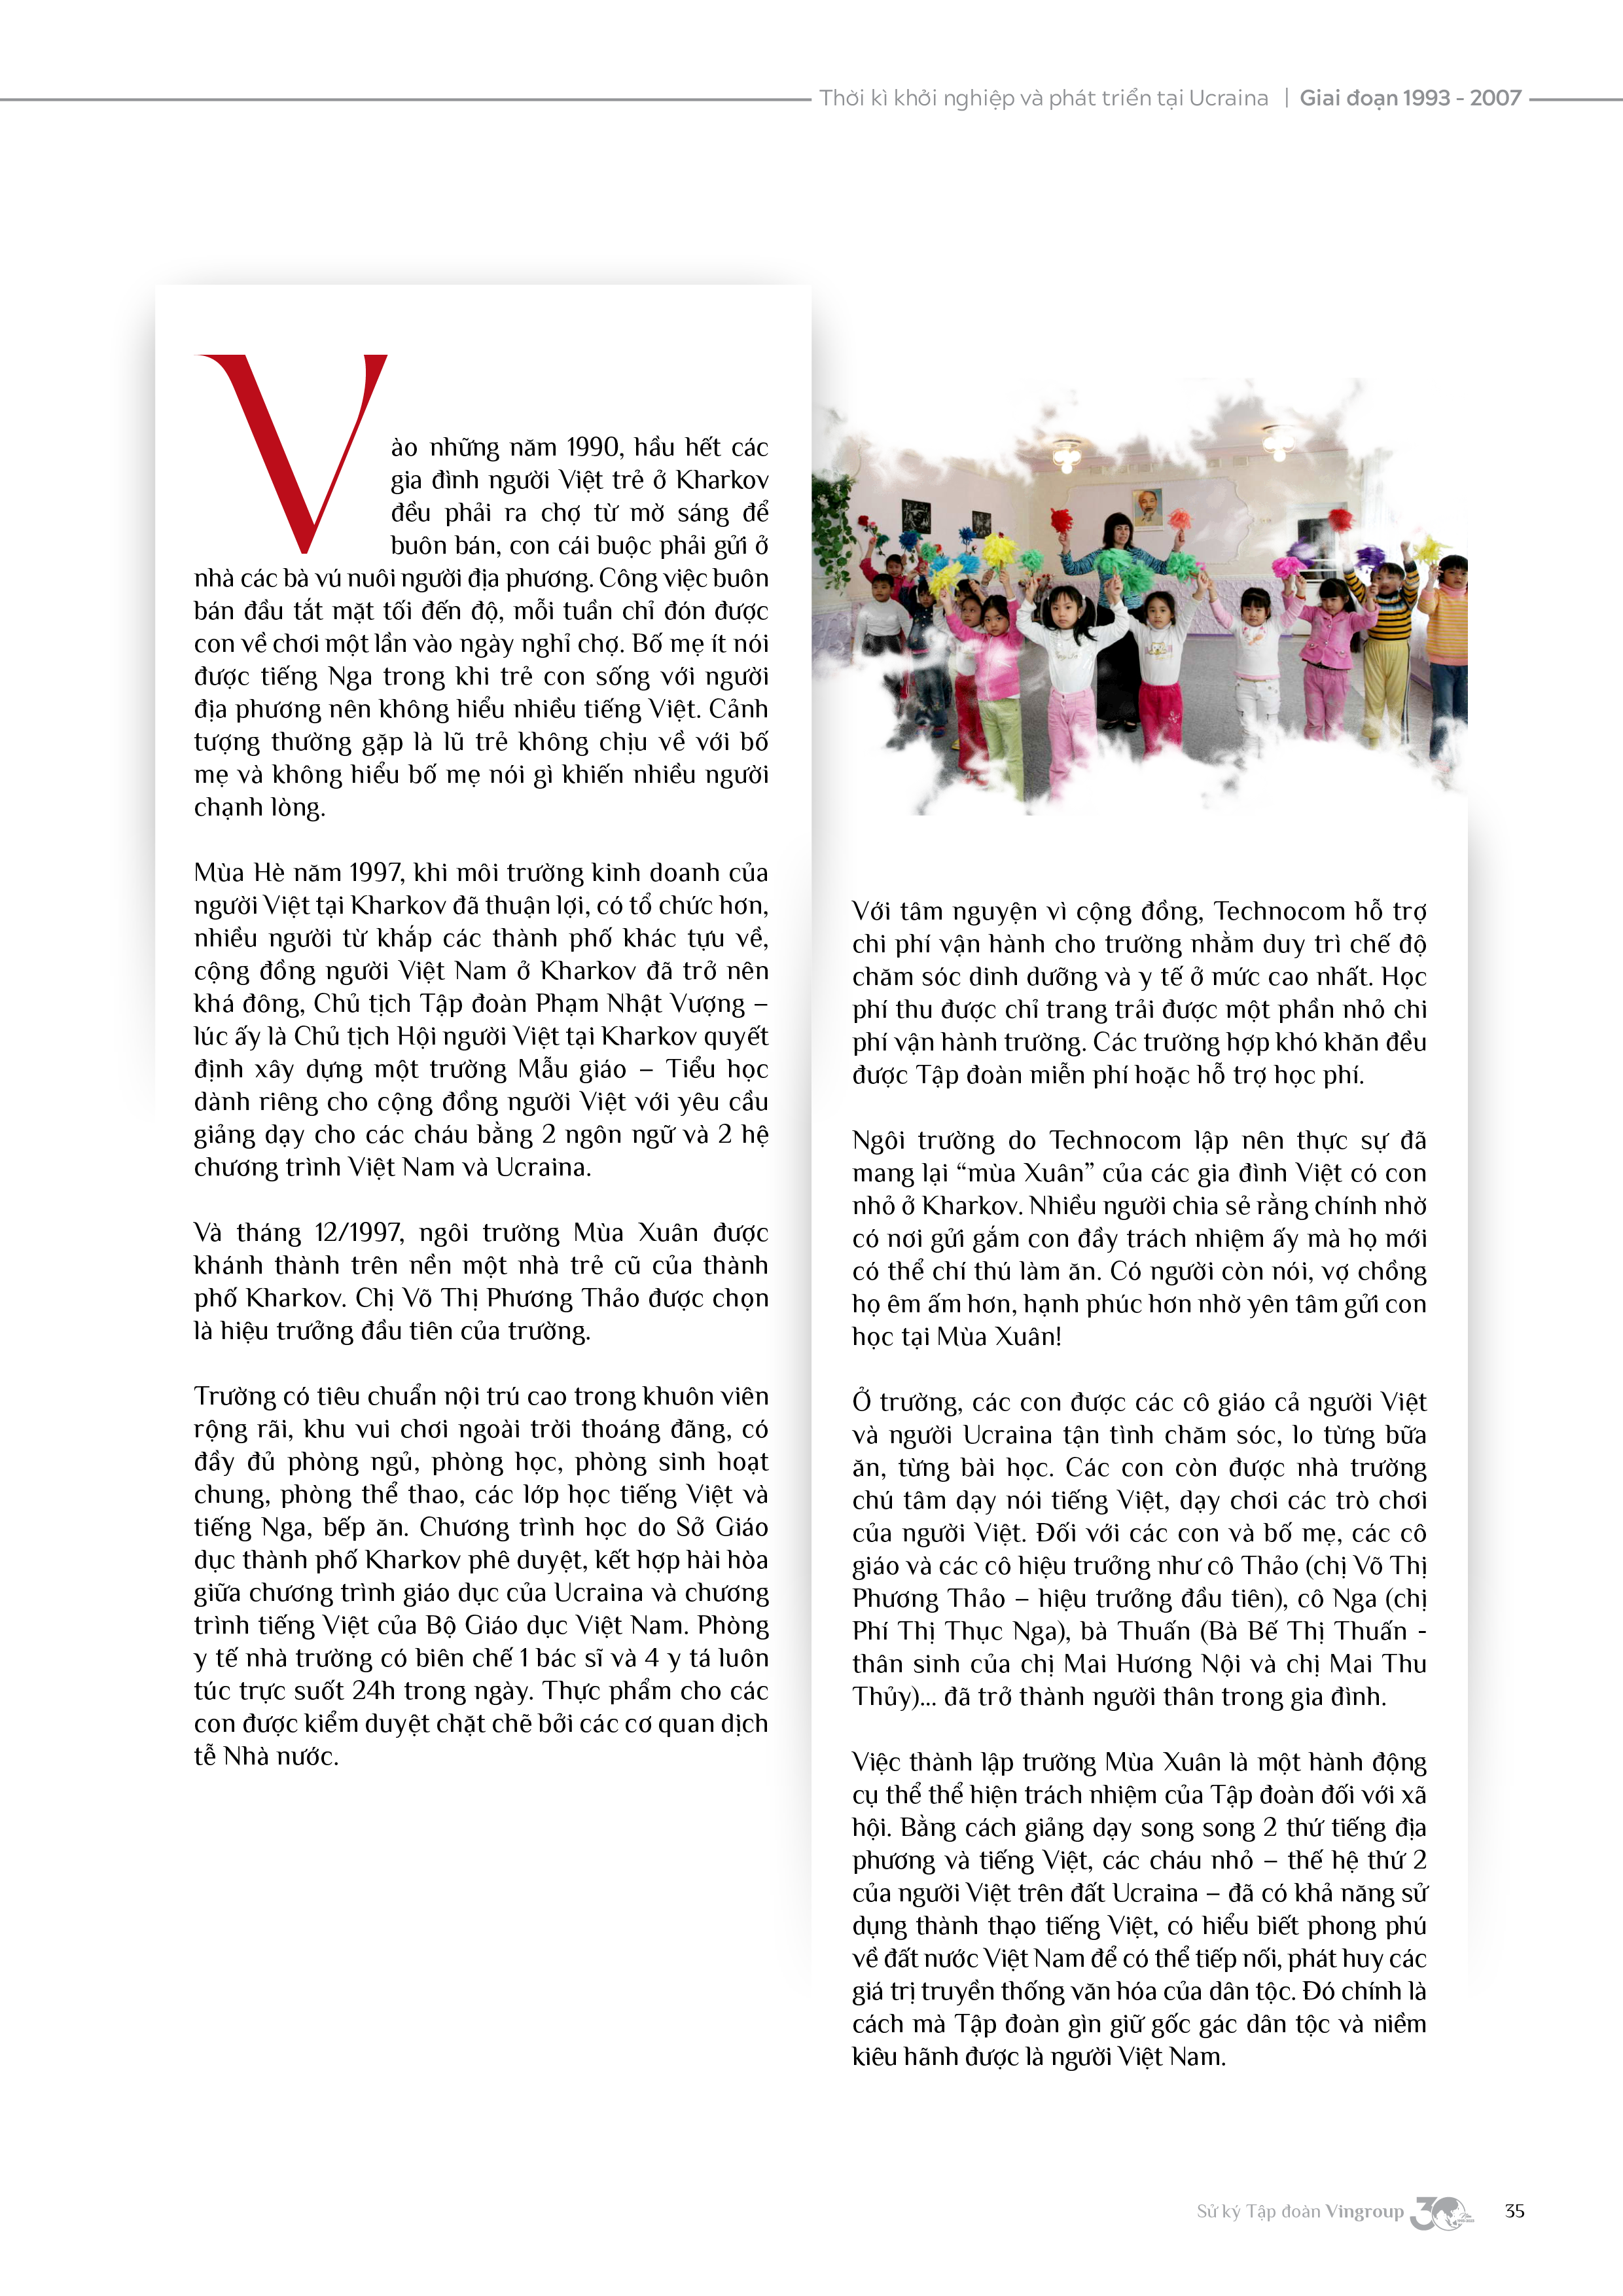 Thời kì khởi nghiệp và phát triển tại Ucraina | Giai đoạn 1993 - 2007
Vào những năm 1990, hầu hết các
gia đình người Việt trẻ ở Kharkov
đều phải ra chợ từ mờ sáng để
buôn bán, con cái buộc phải gửi ở
nhà các bà vú nuôi người địa phương. Công việc buôn
bán đầu tắt mặt tối đến độ, mỗi tuần chỉ đón được
con về chơi một lần vào ngày nghỉ chợ. Bố mẹ ít nói
được tiếng Nga trong khi trẻ con sống với người
địa phương nên không hiểu nhiều tiếng Việt. Cảnh
tượng thường gặp là lũ trẻ không chịu về với bố
mẹ và không hiểu bố mẹ nói gì khiến nhiều người
chạnh lòng.
Mùa Hè năm 1997, khi môi trường kinh doanh của
người Việt tại Kharkov đã thuận lợi, có tổ chức hơn,
nhiều người từ khắp các thành phố khác tựu về,
cộng đồng người Việt Nam ở Kharkov đã trở nên
khá đông, Chủ tịch Tập đoàn Phạm Nhật Vượng –
lúc ấy là Chủ tịch Hội người Việt tại Kharkov quyết
định xây dựng một trường Mẫu giáo – Tiểu học
dành riêng cho cộng đồng người Việt với yêu cầu
giảng dạy cho các cháu bằng 2 ngôn ngữ và 2 hệ
chương trình Việt Nam và Ucraina.
Và tháng 12/1997, ngôi trường Mùa Xuân được
khánh thành trên nền một nhà trẻ cũ của thành
phố Kharkov. Chị Võ Thị Phương Thảo được chọn
là hiệu trưởng đầu tiên của trường.
Trường có tiêu chuẩn nội trú cao trong khuôn viên
rộng rãi, khu vui chơi ngoài trời thoáng đãng, có
đầy đủ phòng ngủ, phòng học, phòng sinh hoạt
chung, phòng thể thao, các lớp học tiếng Việt và
tiếng Nga, bếp ăn. Chương trình học do Sở Giáo
dục thành phố Kharkov phê duyệt, kết hợp hài hòa
giữa chương trình giáo dục của Ucraina và chương
trình tiếng Việt của Bộ Giáo dục Việt Nam. Phòng
y tế nhà trường có biên chế 1 bác sĩ và 4 y tá luôn
túc trực suốt 24h trong ngày. Thực phẩm cho các
con được kiểm duyệt chặt chẽ bởi các cơ quan dịch
tễ Nhà nước.
Với tâm nguyện vì cộng đồng, Technocom hỗ trợ
chi phí vận hành cho trường nhằm duy trì chế độ
chăm sóc dinh dưỡng và y tế ở mức cao nhất. Học
phí thu được chỉ trang trải được một phần nhỏ chi
phí vận hành trường. Các trường hợp khó khăn đều
được Tập đoàn miễn phí hoặc hỗ trợ học phí.
Ngôi trường do Technocom lập nên thực sự đã
mang lại “mùa Xuân” của các gia đình Việt có con
nhỏ ở Kharkov. Nhiều người chia sẻ rằng chính nhờ
có nơi gửi gắm con đầy trách nhiệm ấy mà họ mới
có thể chí thú làm ăn. Có người còn nói, vợ chồng
họ êm ấm hơn, hạnh phúc hơn nhờ yên tâm gửi con
học tại Mùa Xuân!
Ở trường, các con được các cô giáo cả người Việt
và người Ucraina tận tình chăm sóc, lo từng bữa
ăn, từng bài học. Các con còn được nhà trường
chú tâm dạy nói tiếng Việt, dạy chơi các trò chơi
của người Việt. Đối với các con và bố mẹ, các cô
giáo và các cô hiệu trưởng như cô Thảo (chị Võ Thị
Phương Thảo – hiệu trưởng đầu tiên), cô Nga (chị
Phí Thị Thục Nga), bà Thuấn (Bà Bế Thị Thuấn -
thân sinh của chị Mai Hương Nội và chị Mai Thu
Thủy)... đã trở thành người thân trong gia đình.
Việc thành lập trường Mùa Xuân là một hành động
cụ thể thể hiện trách nhiệm của Tập đoàn đối với xã
hội. Bằng cách giảng dạy song song 2 thứ tiếng địa
phương và tiếng Việt, các cháu nhỏ – thế hệ thứ 2
của người Việt trên đất Ucraina – đã có khả năng sử
dụng thành thạo tiếng Việt, có hiểu biết phong phú
về đất nước Việt Nam để có thể tiếp nối, phát huy các
giá trị truyền thống văn hóa của dân tộc. Đó chính là
cách mà Tập đoàn gìn giữ gốc gác dân tộc và niềm
kiêu hãnh được là người Việt Nam.
Sử ký Tập đoàn Vingroup 30 35